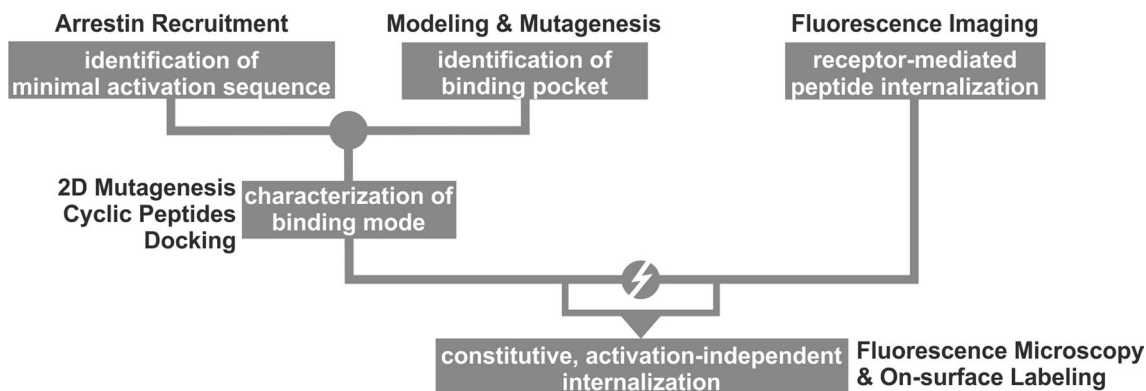 Arrestin Recruitment
identification of
minimal activation sequence
Modeling & Mutagenesis
identification of
binding pocket
Fluorescence Imaging
receptor-mediated
peptide internalization
2D Mutagenesis
Cyclic Peptides
Docking
characterization of
binding mode
constitutive, activation-independent
internalization
Fluorescence Microscopy
& On-surface Labeling